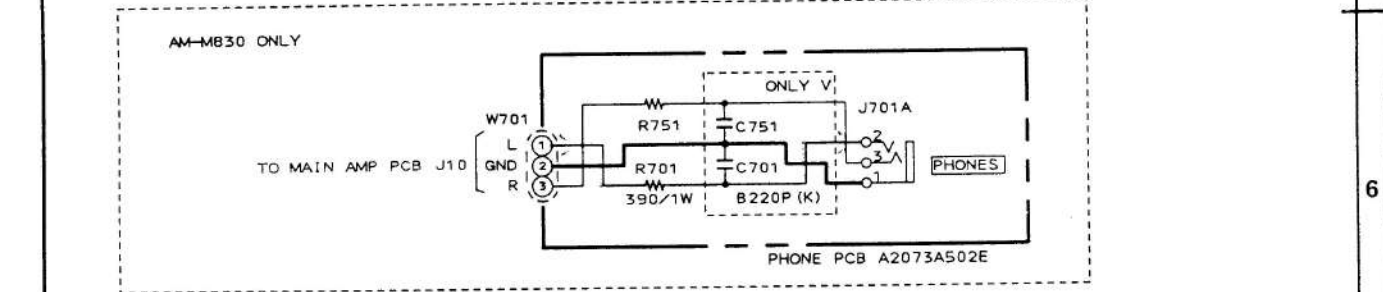 AM-M830 ONLY
ONLY V
J701A
W701
R751
C751
L
1
2
TO MAIN AMP PCB J10
GND
2
R701
C701
3
PHONES
R
3
390/1W
B220P (K)
1
6
PHONE PCB A2073A502E